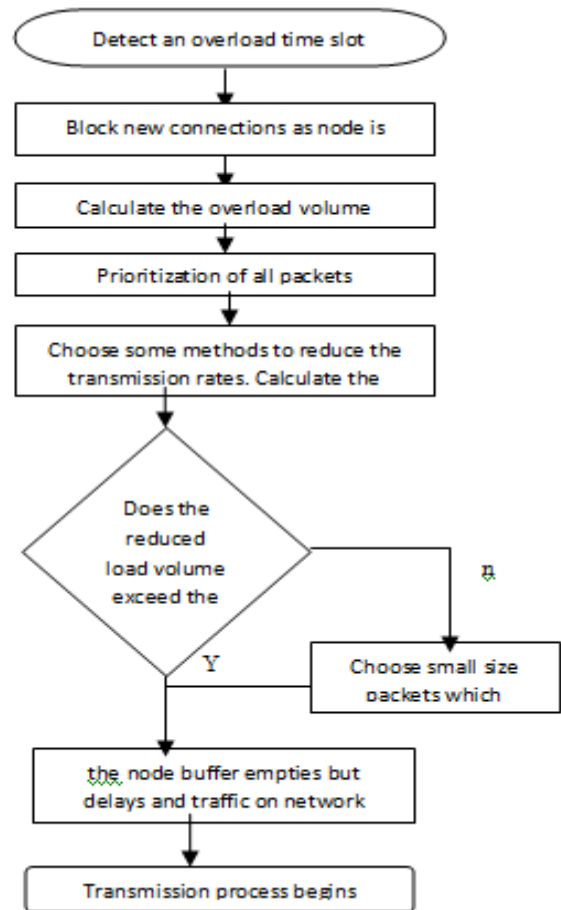 Detect an overload time slot
Block new connections as node is
Calculate the overload volume
Prioritization of all packets
Choose some methods to reduce the
transmission rates. Calculate the
Does the
reduced
load volume
exceed the
n
Y
Choose small size
packets which
the node buffer empties but
delays and traffic on network
Transmission process begins